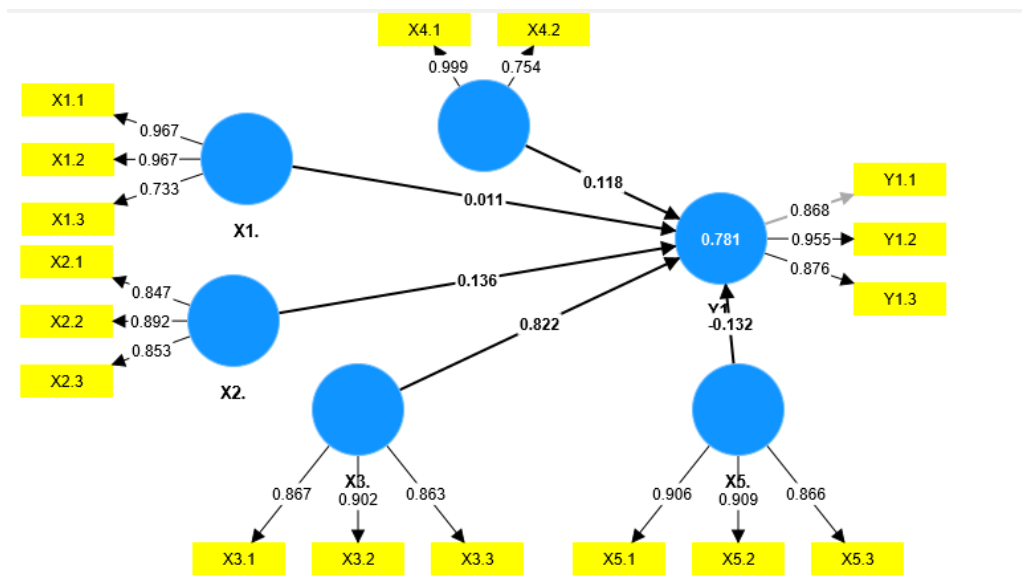 X4.1
X4.2
0.999
0.754
X1.1
X1.2
X1.3
0.967
0.967
0.733
X1.
X2.1
X2.2
X2.3
0.847
0.892
0.853
X2.
0.011
0.118
0.136
0.822
-0.132
0.781
Y1
0.868
0.955
0.876
Y1.1
Y1.2
Y1.3
X3.
0.867
0.902
0.863
X3.1
X3.2
X3.3
X5.
0.906
0.909
0.866
X5.1
X5.2
X5.3